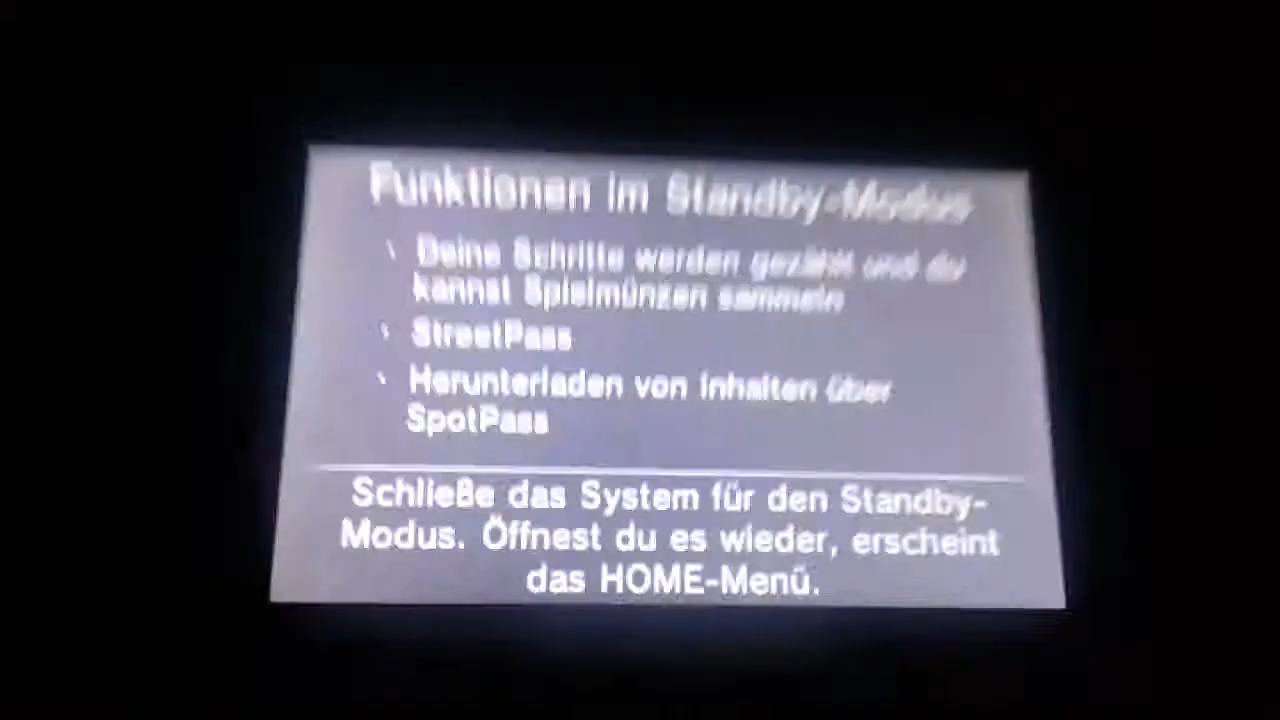 Funktionen im Standby-Modus
Deine Schritte werden gezählt und du
kannst Spielmünzen sammeln
StreetPass
Herunterladen von Inhalten über
SpotPass
Schließe das System für den Standby-
Modus. Öffnest du es wieder, erscheint
das HOME-Menü.